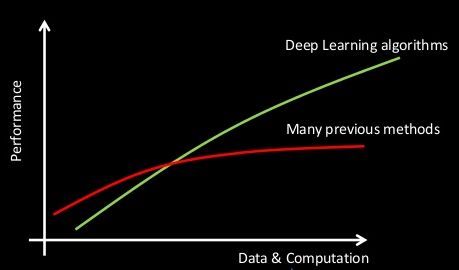 Deep Learning algorithms
Many previous methods
Performance
Data & Computation